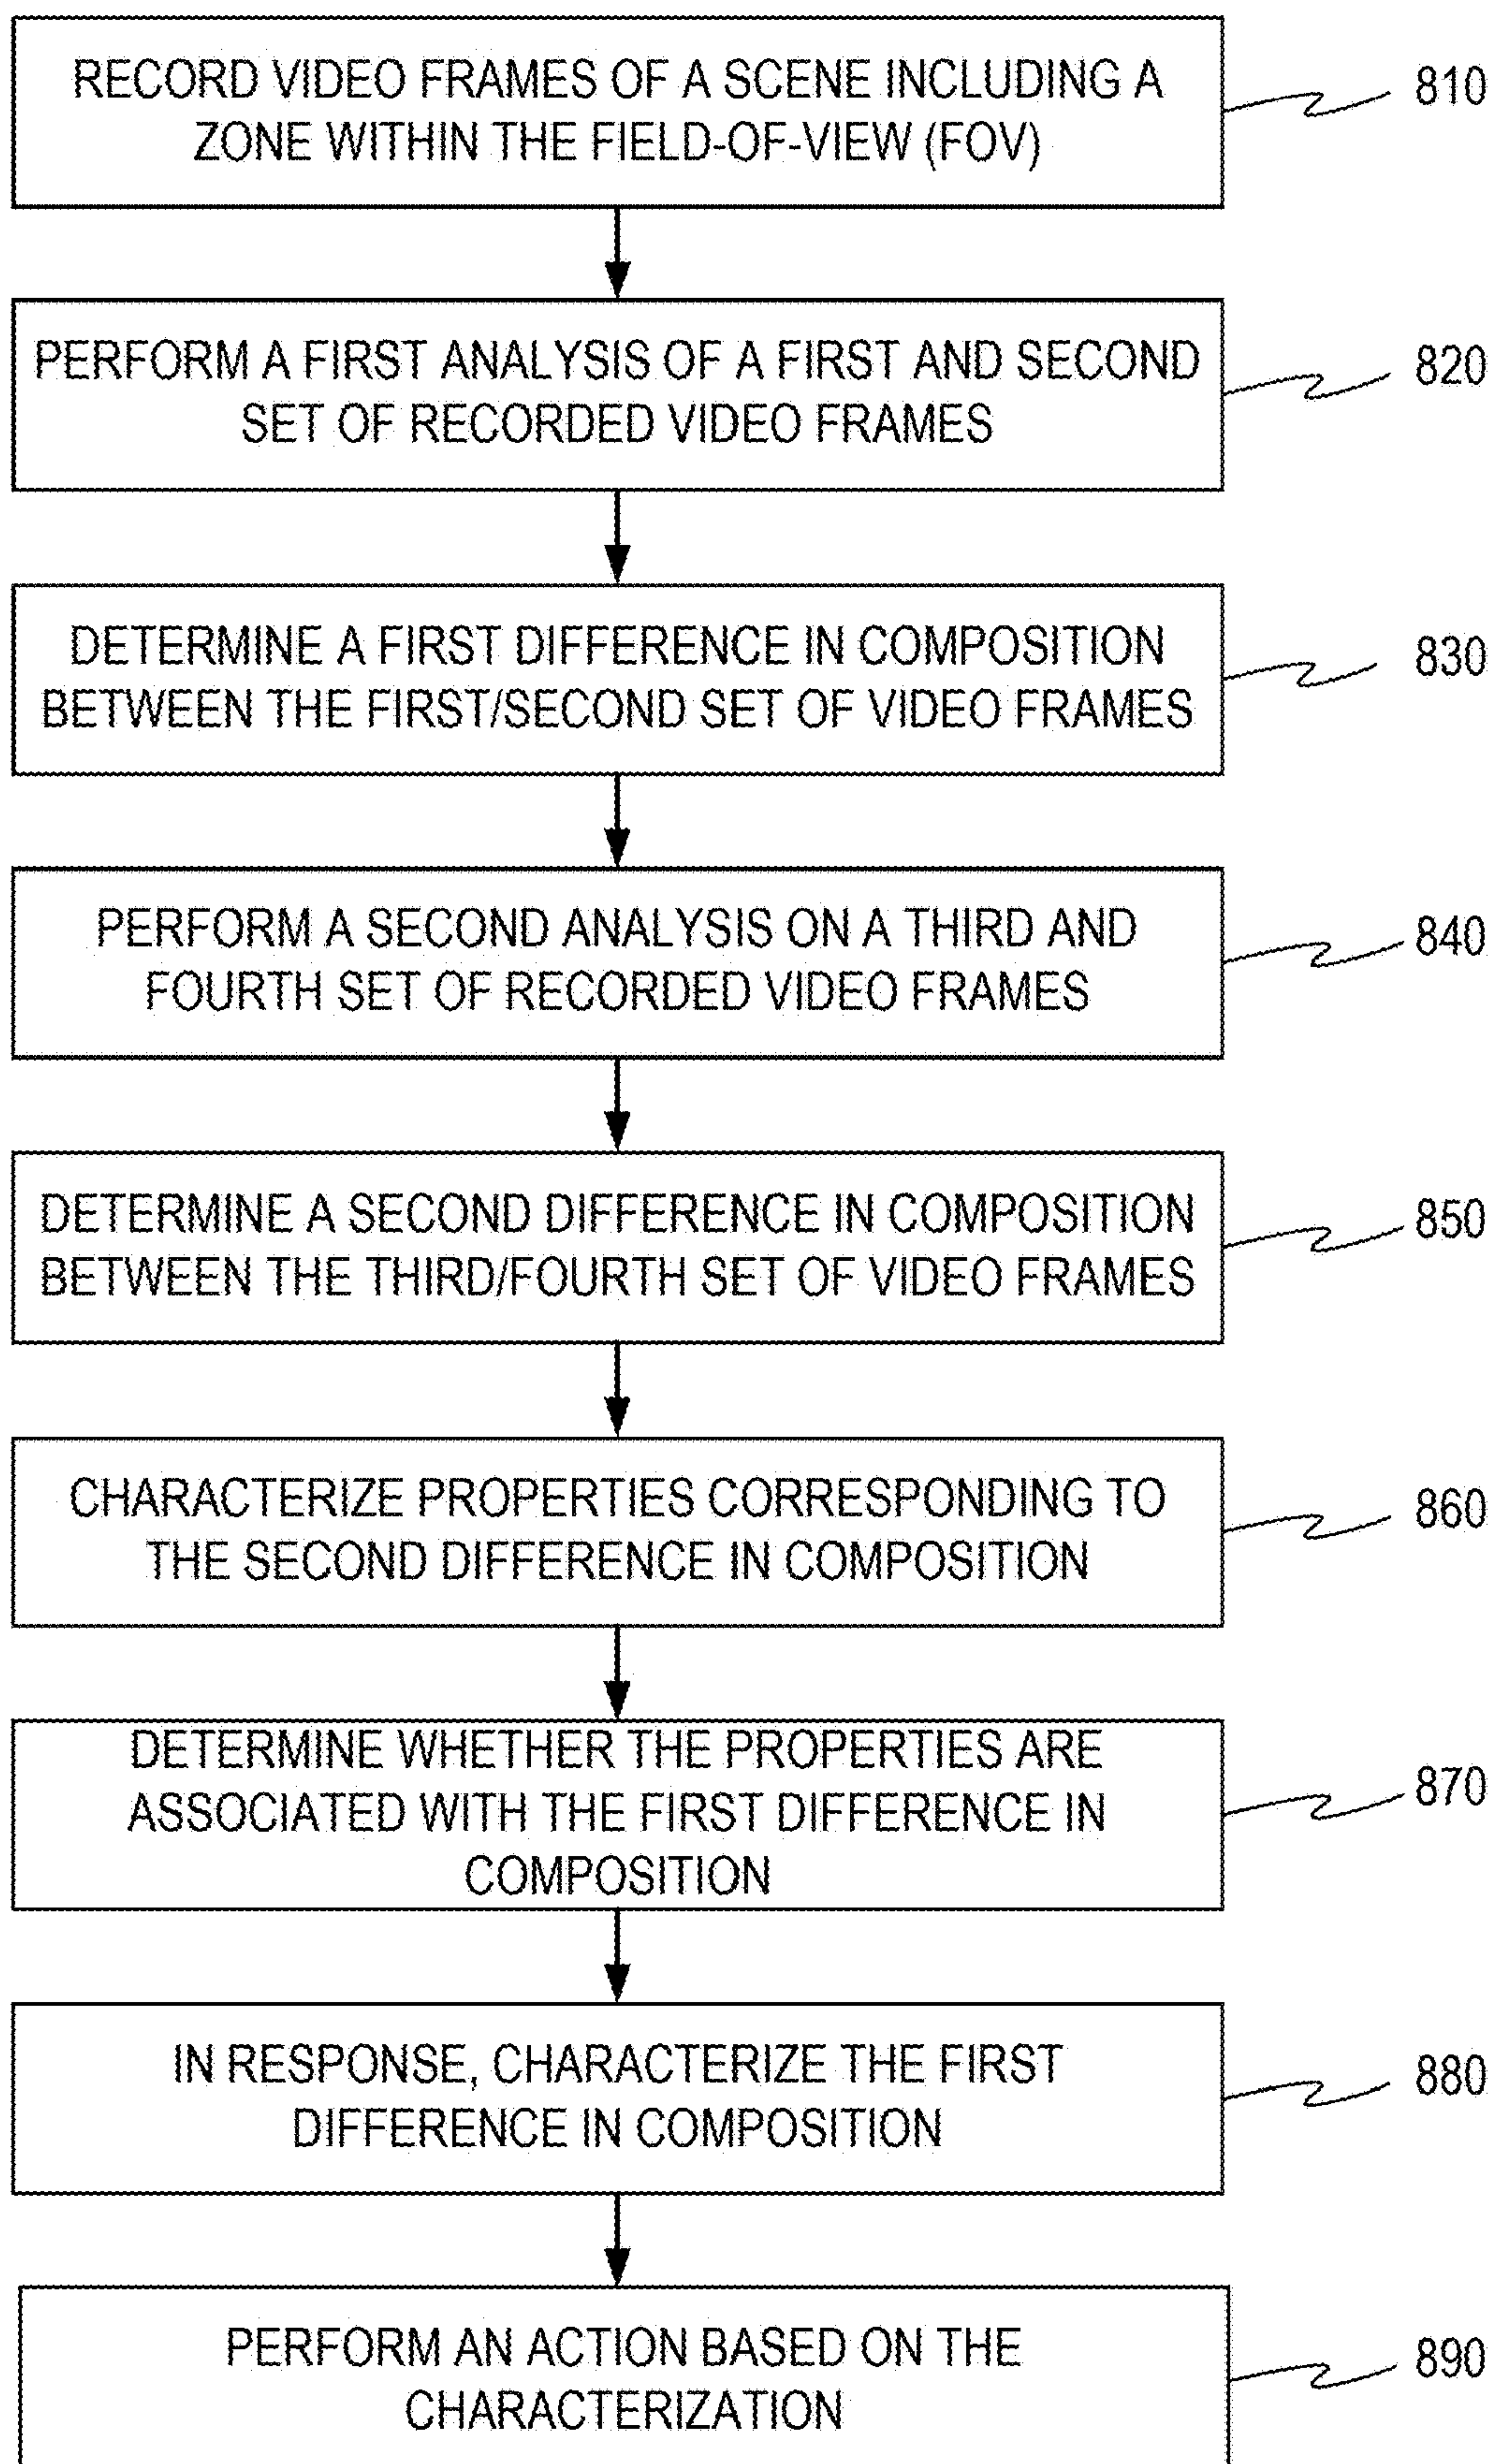 RECORD VIDEO FRAMES OF A SCENE INCLUDING A
ZONE WITHIN THE FIELD-OF-VIEW (FOV)
810
PERFORM A FIRST ANALYSIS OF A FIRST AND SECOND
SET OF RECORDED VIDEO FRAMES
820
DETERMINE A FIRST DIFFERENCE IN COMPOSITION
BETWEEN THE FIRST/SECOND SET OF VIDEO FRAMES
830
PERFORM A SECOND ANALYSIS ON A THIRD AND
FOURTH SET OF RECORDED VIDEO FRAMES
840
DETERMINE A SECOND DIFFERENCE IN COMPOSITION
BETWEEN THE THIRD/FOURTH SET OF VIDEO FRAMES
850
CHARACTERIZE PROPERTIES CORRESPONDING TO
THE SECOND DIFFERENCE IN COMPOSITION
860
DETERMINE WHETHER THE PROPERTIES ARE
ASSOCIATED WITH THE FIRST DIFFERENCE IN
COMPOSITION
870
IN RESPONSE, CHARACTERIZE THE FIRST
DIFFERENCE IN COMPOSITION
880
PERFORM AN ACTION BASED ON THE
CHARACTERIZATION
890